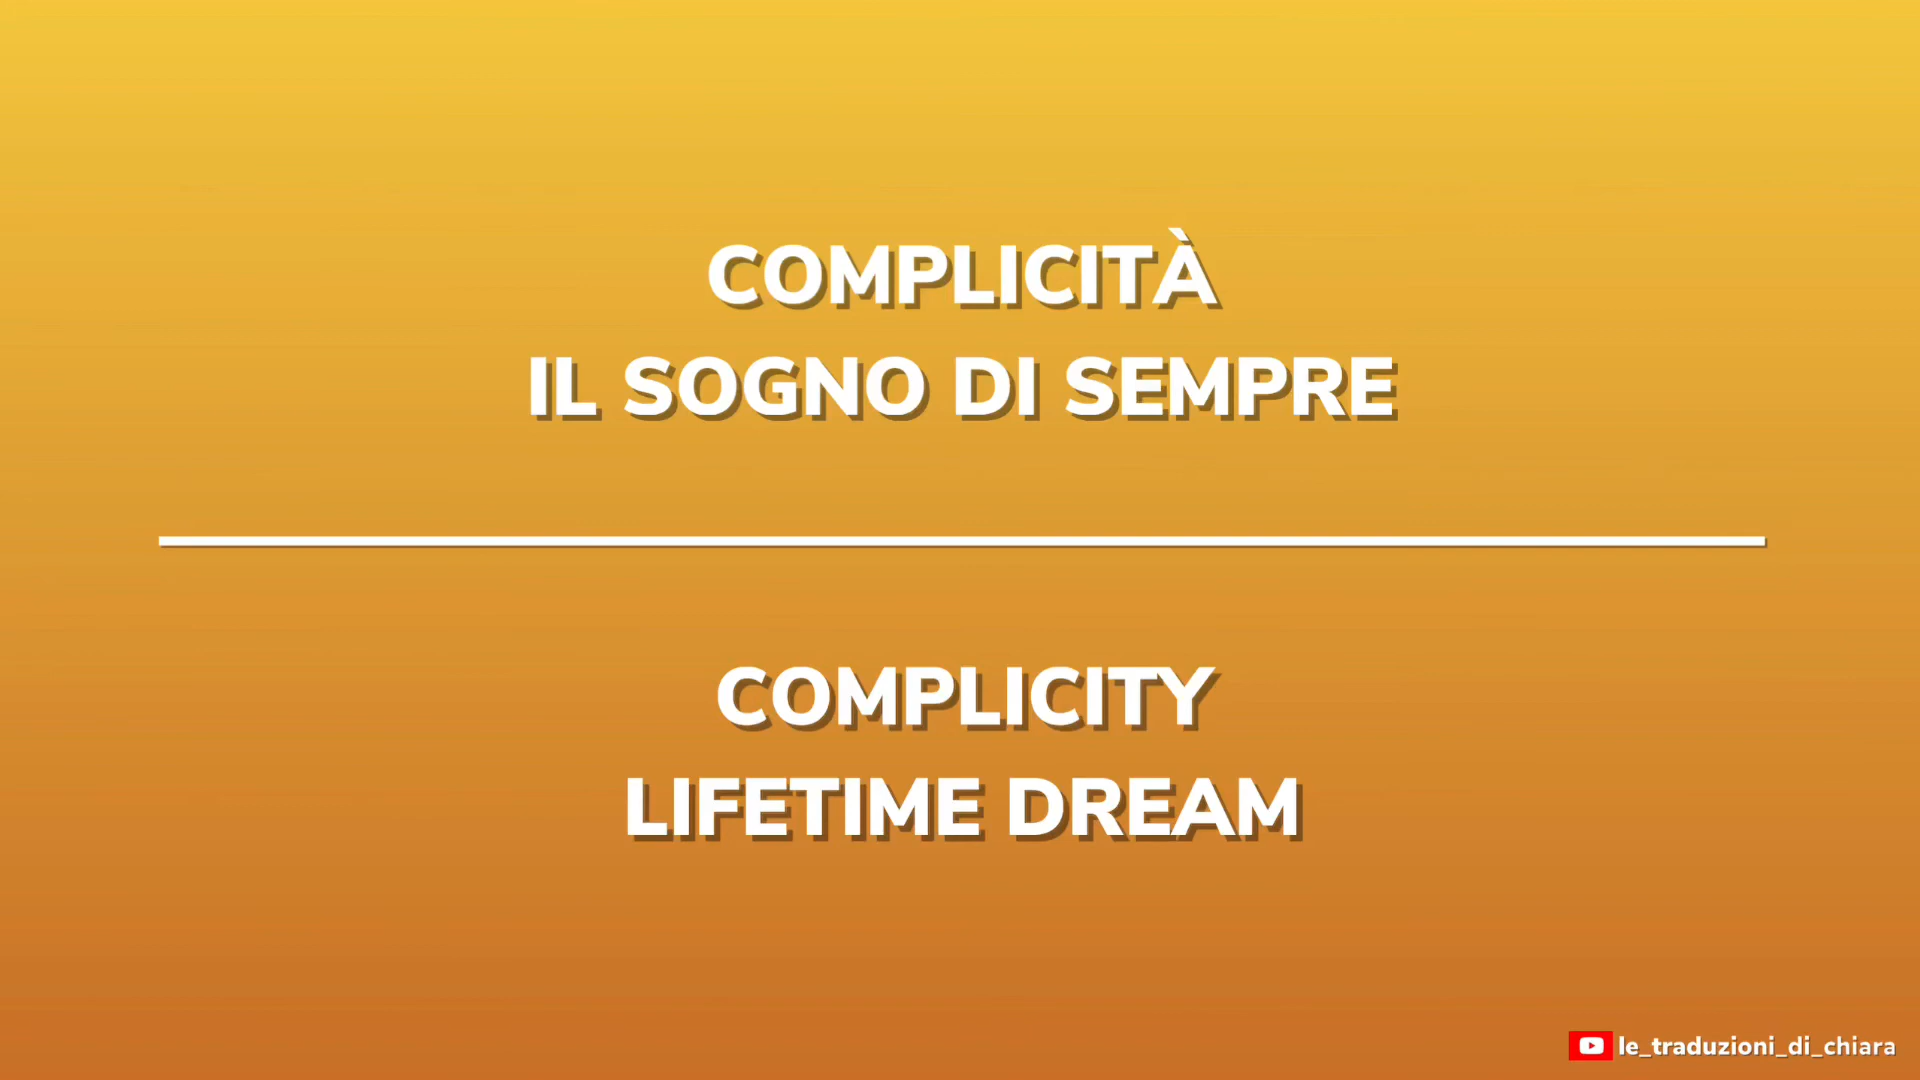 COMPLICITÀ
IL SOGNO DI SEMPRE
COMPLICITY
LIFETIME DREAM
le_traduzioni_di_chiara